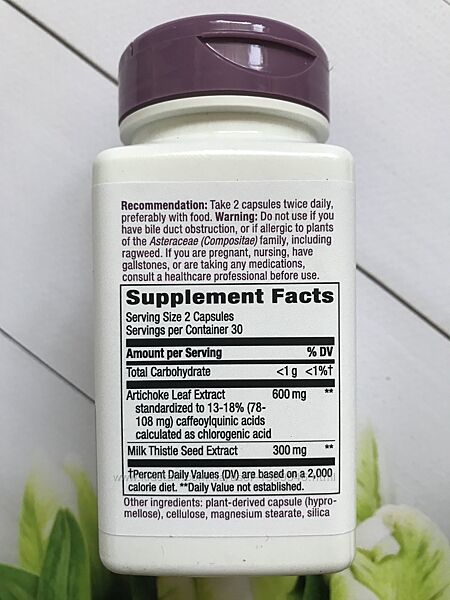 Recommendation: Take 2 capsules twice daily,
preferably with food. Warning: Do not use if you
have bile duct obstruction, or if allergic to plants
of the Asteraceae (Compositae) family, including
ragweed. If you are pregnant, nursing, have
gallstones, or are taking any medications,
consult a healthcare professional before use.
Supplement Facts
Serving Size 2 Capsules
Servings per Container 30
Amount per Serving % DV
Total Carbohydrate <1 g <1%†
Artichoke Leaf Extract 600 mg **
standardized to 13-18% (78-
108 mg) caffeoylquinic acids
calculated as chlorogenic acid
Milk Thistle Seed Extract 300 mg **
†Percent Daily Values (DV) are based on a 2,000
calorie diet. **Daily Value not established.
Other ingredients: plant-derived capsule (hypro-
mellose), cellulose, magnesium stearate, silica